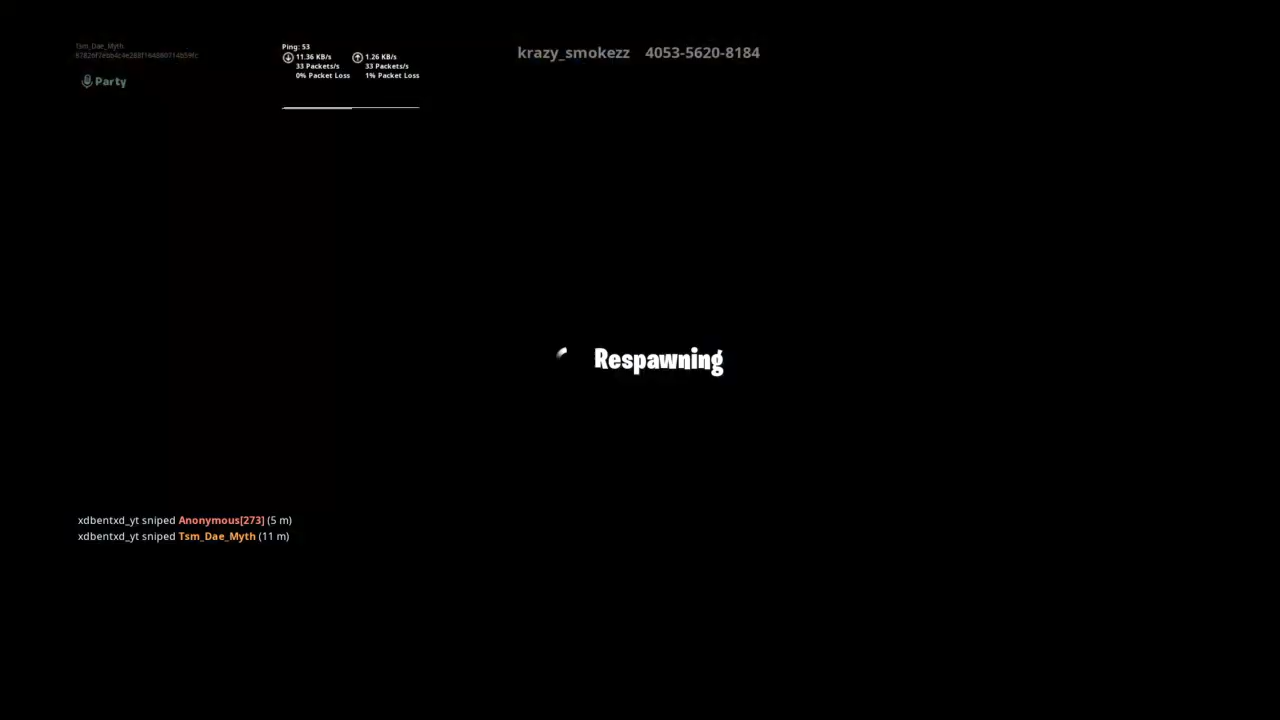 Tsm_Dae_Myth
Party
Ping: 53
11.36 KB/s
33 Packets/s
0% Packet Loss
1.26 KB/s
33 Packets/s
1% Packet Loss
krazy_smokezz 4053-5620-8184
Respawning
xdbentxd_yt sniped Anonymous[273] (5 m)
xdbentxd_yt sniped Tsm_Dae_Myth (11 m)